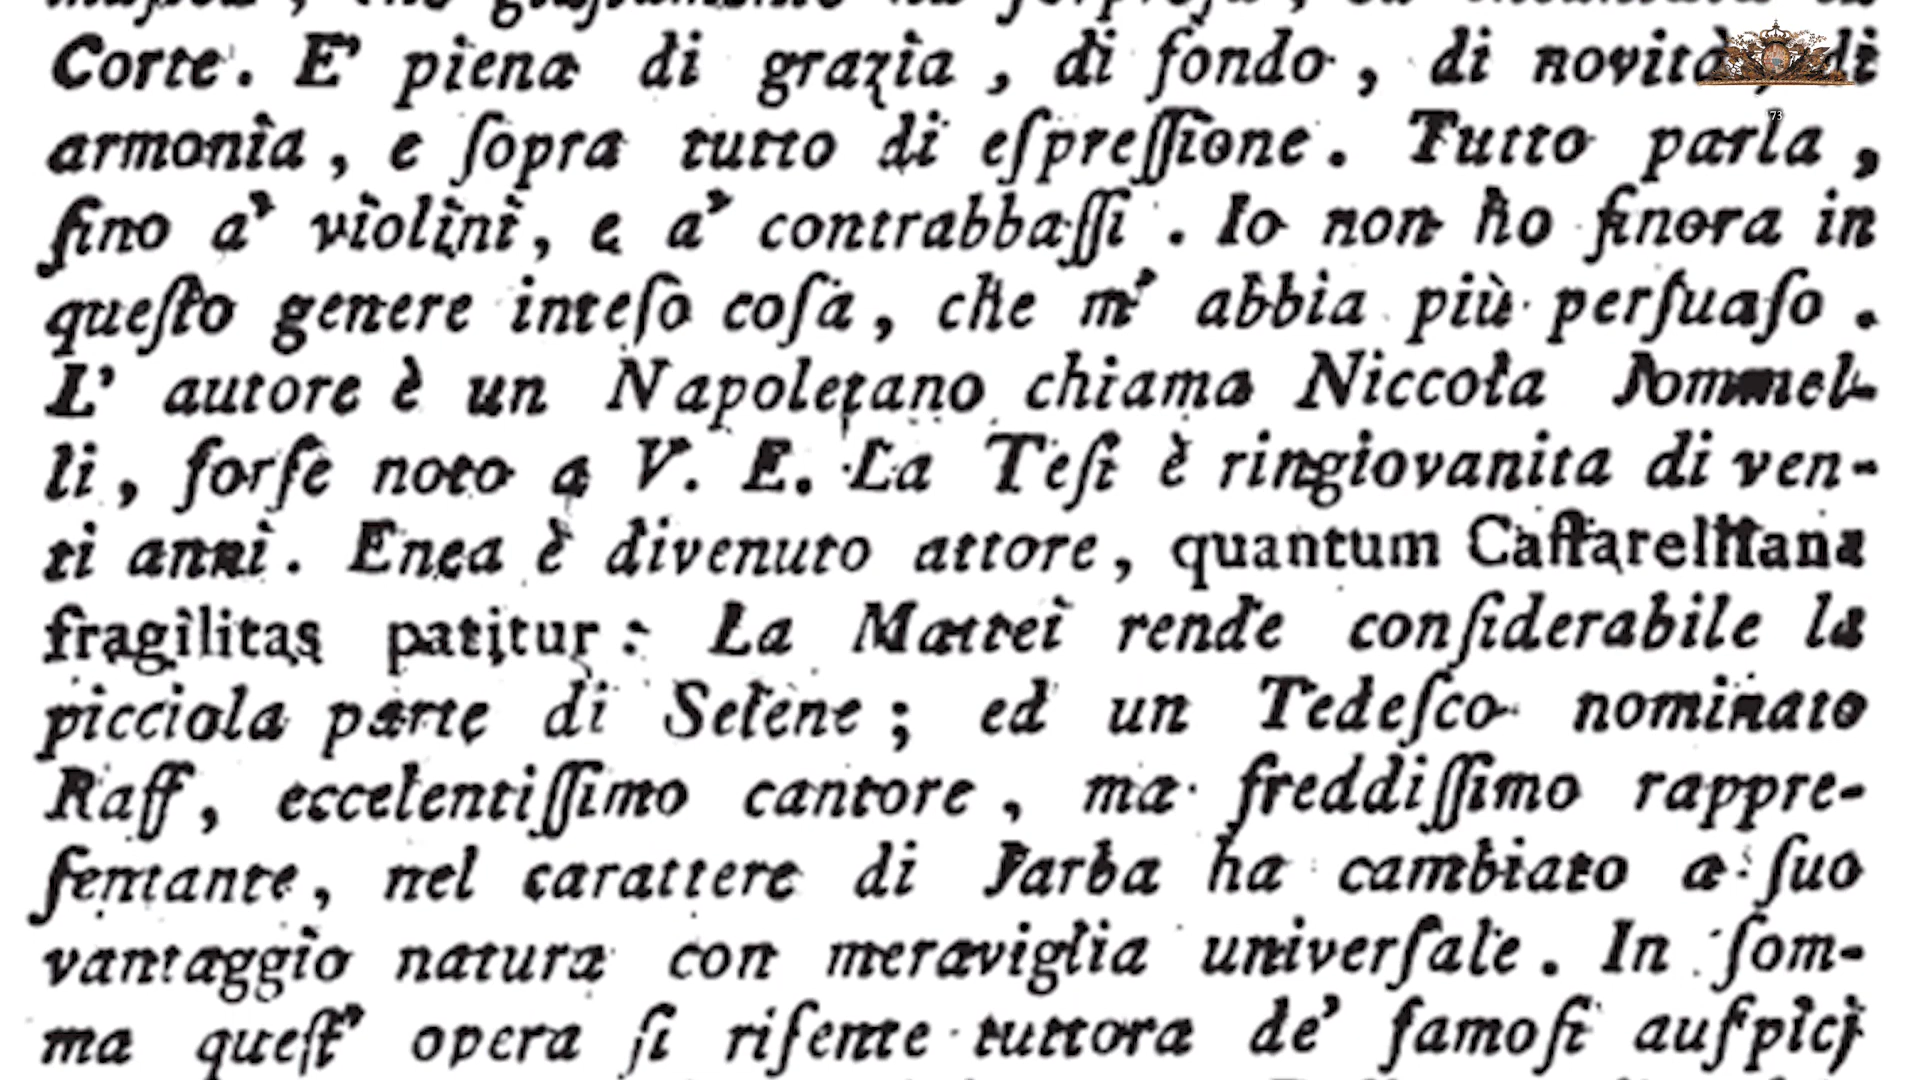 Corte. E' piena di grazia, di fondo, di novità, di
73
armonia, e ſopra tutto di eſpreſſione. Tutto parla,
fino a' violini, e a' contrabbaſſi. Io non ho finora in
queſto genere inteſo coſa, che m' abbia più perſuaſo.
L' autore è un Napoletano chiama Niccola Jommel-
li, forſe noto a V. E. La Teſi è ringiovanita di ven-
ti anni. Enea è divenuto attore, quantum Caffarelliana
fragilitas patitur: La Mattei rende conſiderabile la
picciola parte di Selene; ed un Tedeſco nominato
Raff, eccelentiſſimo cantore, ma freddiſſimo rappre-
ſentante, nel carattere di Jarba ha cambiato a ſuo
vantaggio natura con meraviglia univerſale. In ſom-
ma queſt' opera ſi riſente tuttora de' famoſi auſpicj